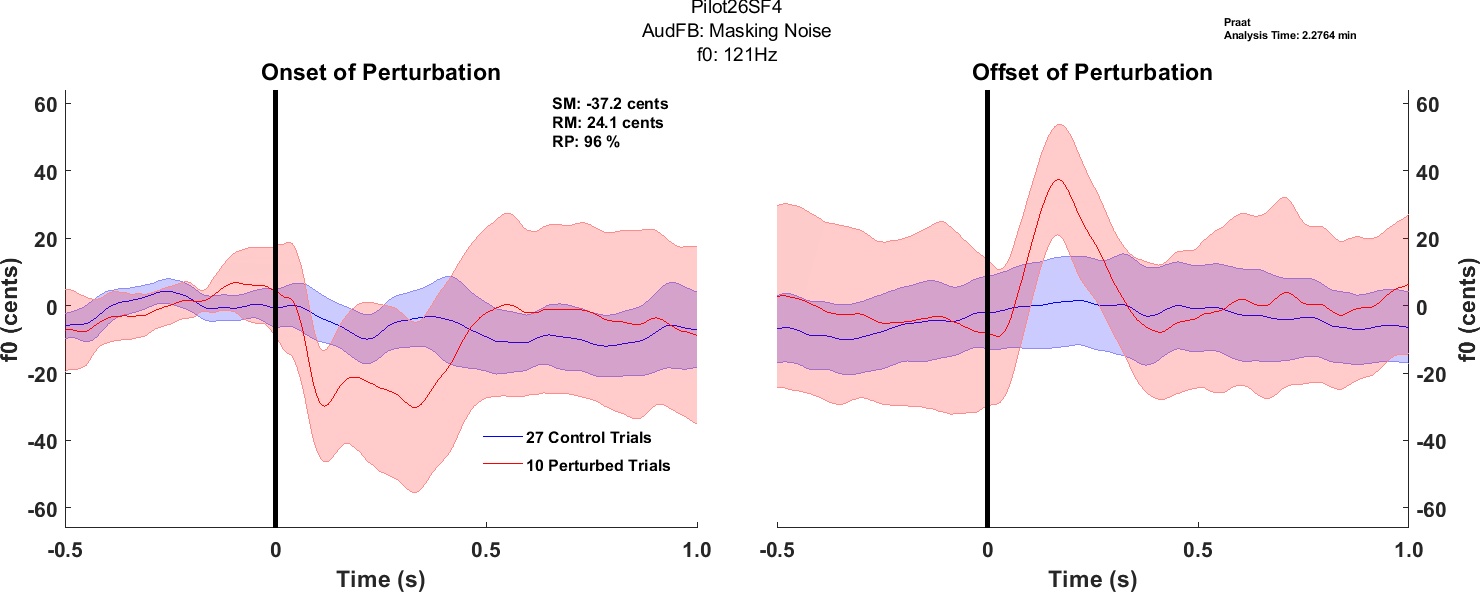 Pilot26SF4
AudFB: Masking Noise
f0: 121Hz
Praat
Analysis Time: 2.2764 min
Onset of Perturbation
SM: -37.2 cents
RM: 24.1 cents
RP: 96 %
f0 (cents)
60
40
20
0
-20
-40
-60
27 Control Trials
10 Perturbed Trials
-0.5 0 0.5 1.0
Time (s)
Offset of Perturbation
60
40
20
0
-20
-40
-60
f0 (cents)
-0.5 0 0.5 1.0
Time (s)